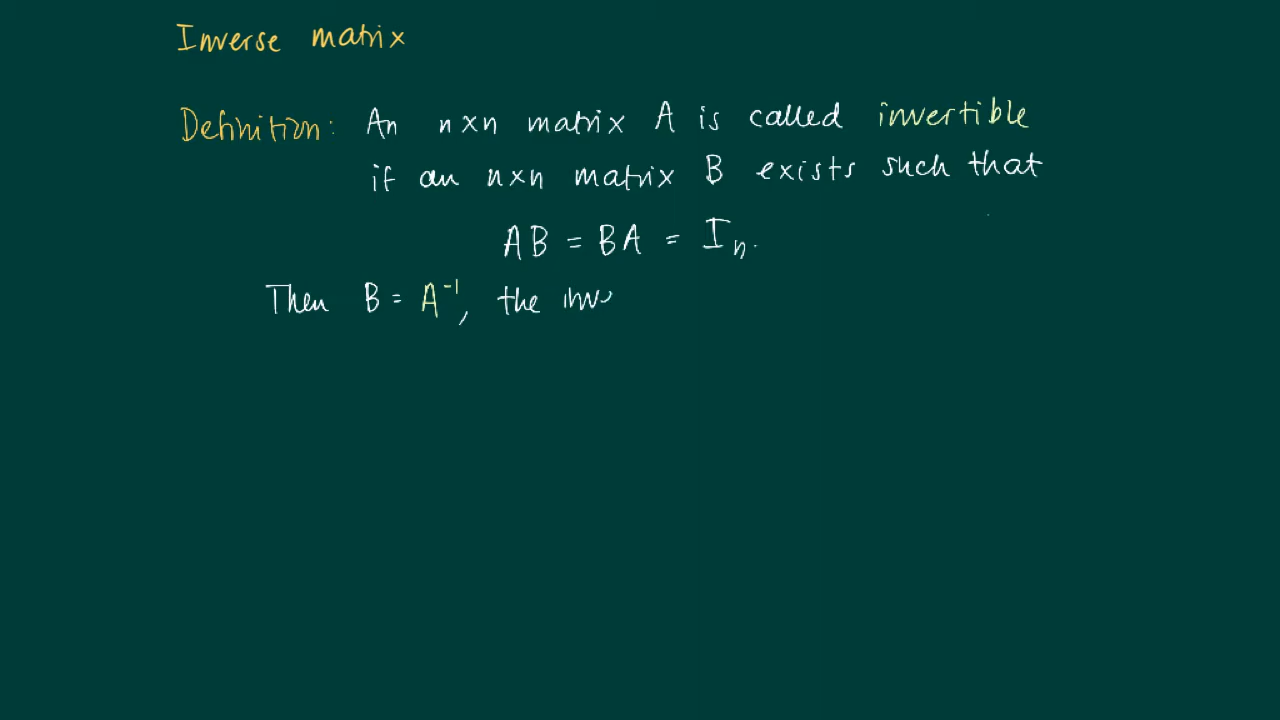 Inverse matrix
Definition: An n×n matrix A is called invertible
if an n×n matrix B exists such that
AB = BA = Iₙ.
Then B = A⁻¹, the inv